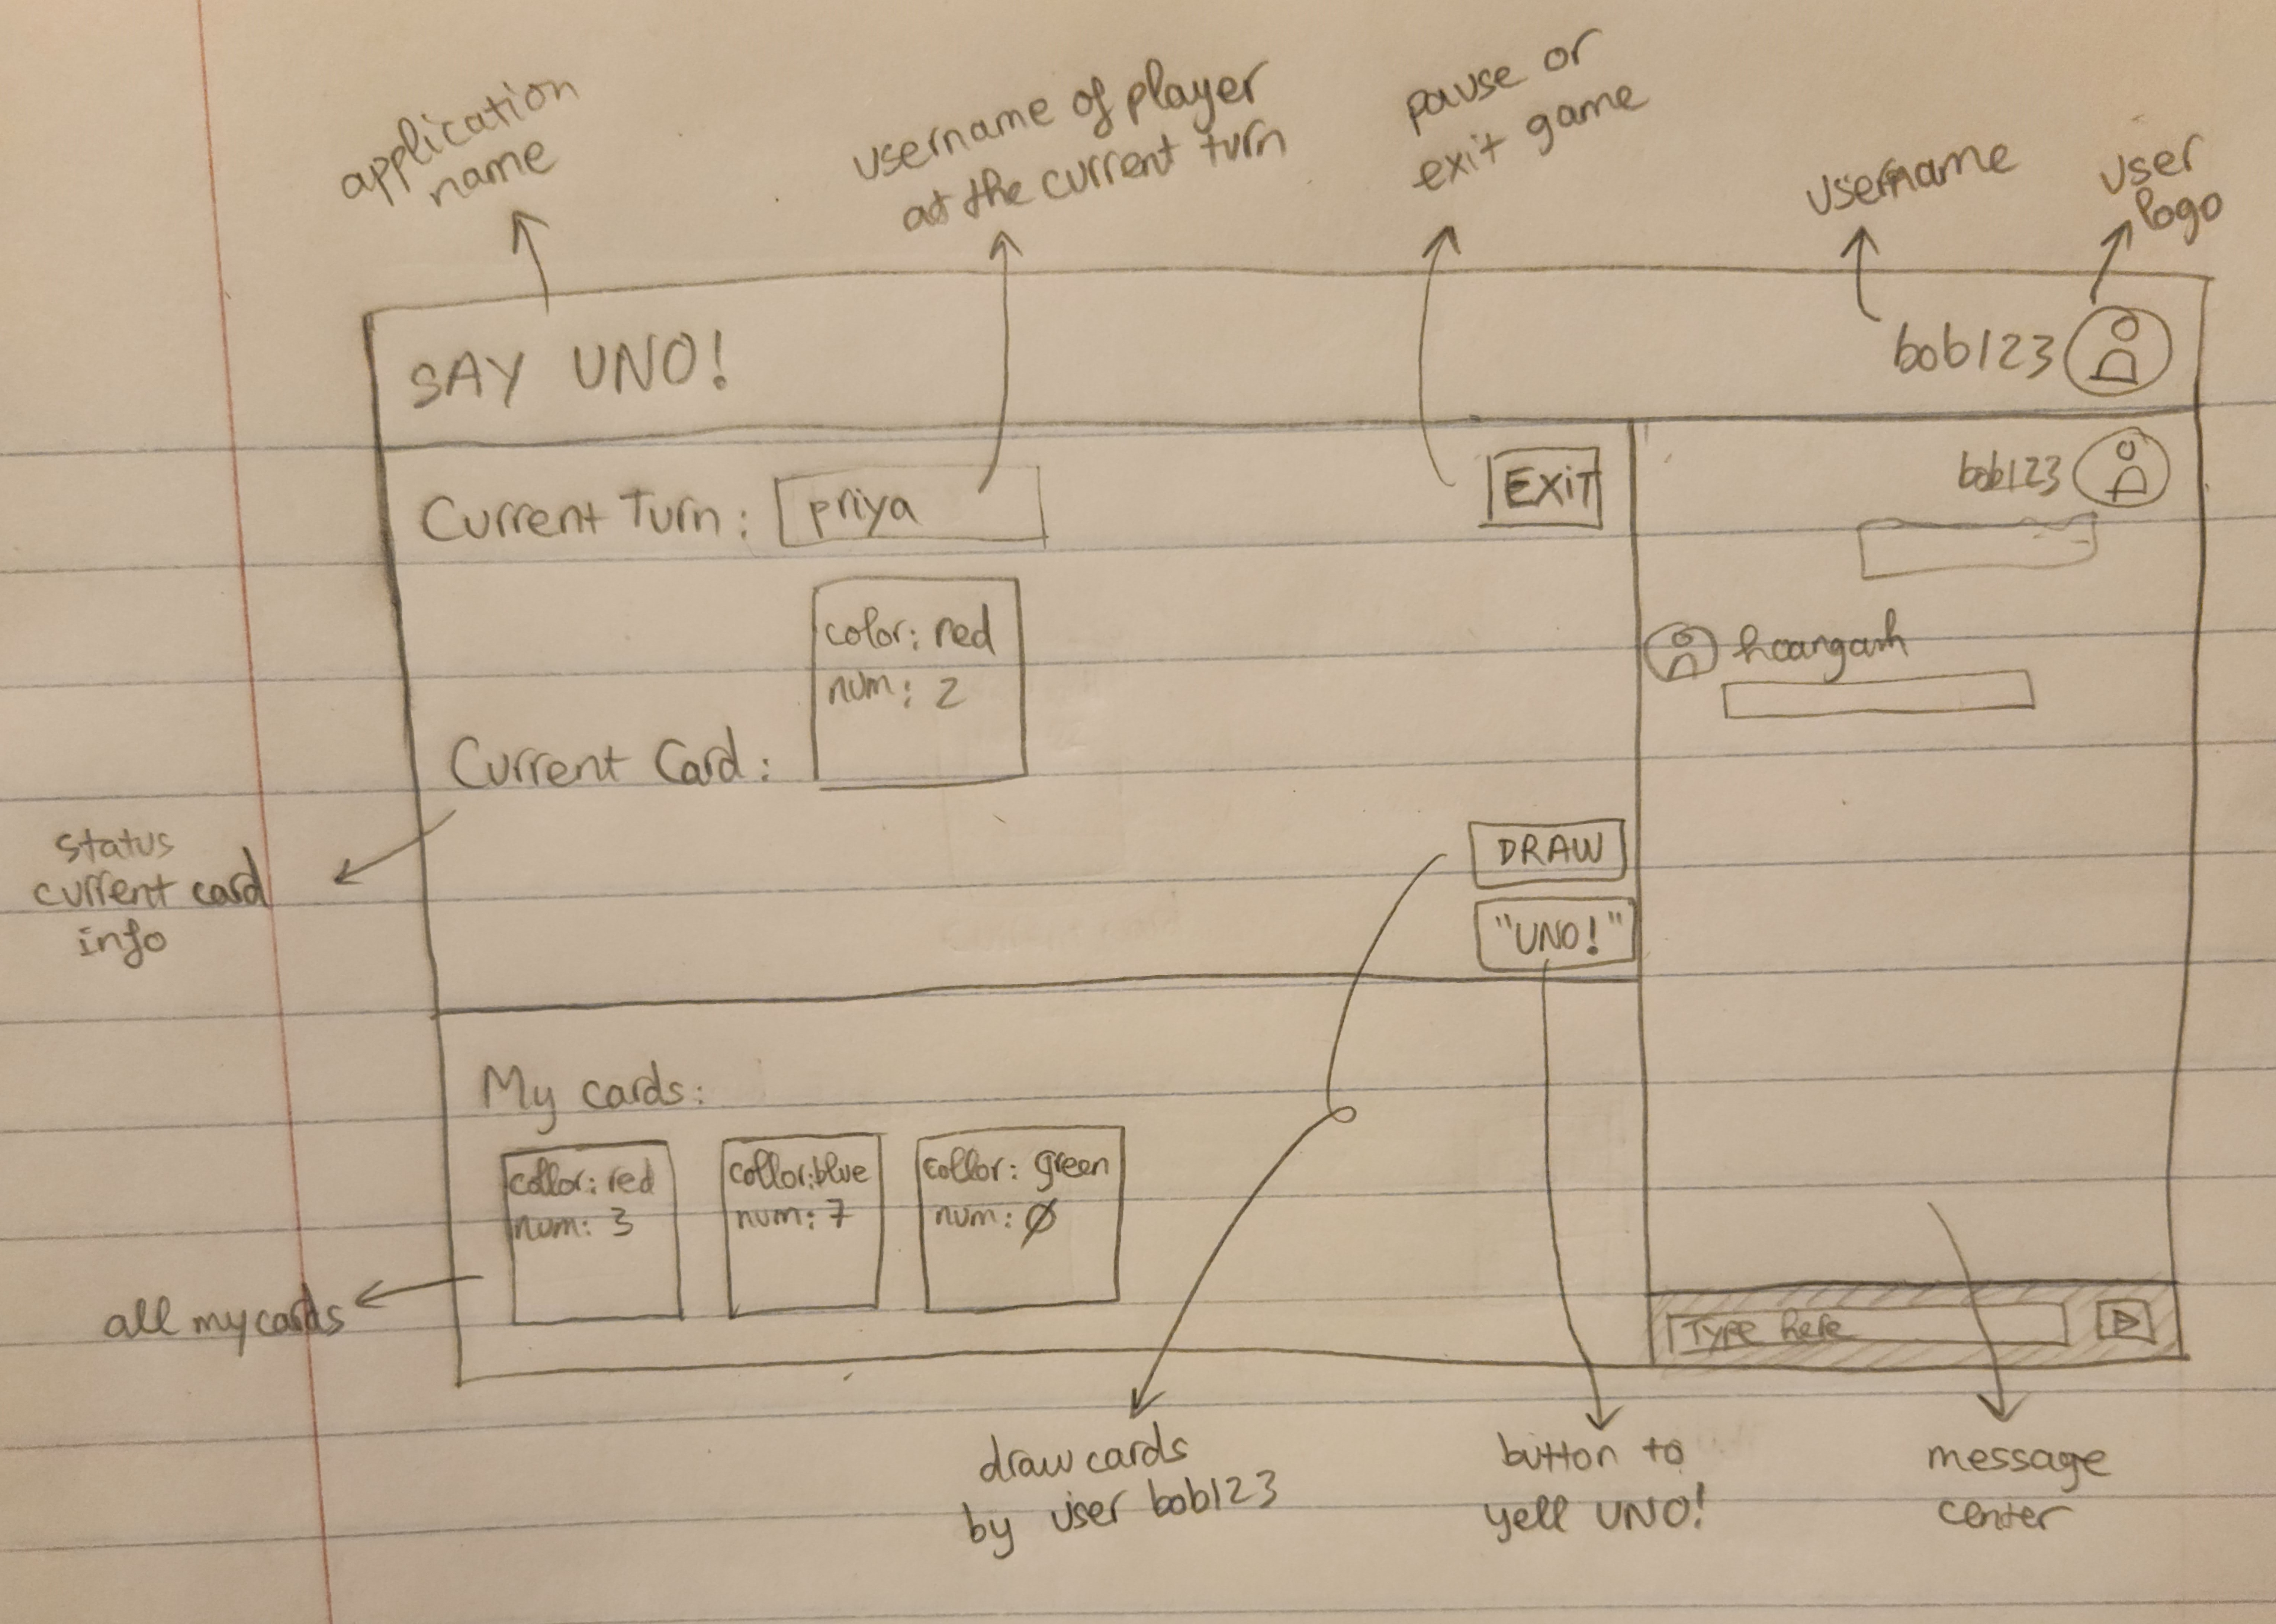 application
name
username of player
at the current turn
pause or
exit game
username
user
logo
SAY UNO!
bob123
Current Turn: priya
EXIT
bob123
color: red
num: 2
hoanganh
Current Card:
status
current card
info
DRAW
"UNO!"
My cards:
collor: red
num: 3
collor: blue
num: 7
collor: green
num: 0
all my cards
Type here
draw cards
by user bob123
button to
yell UNO!
message
center